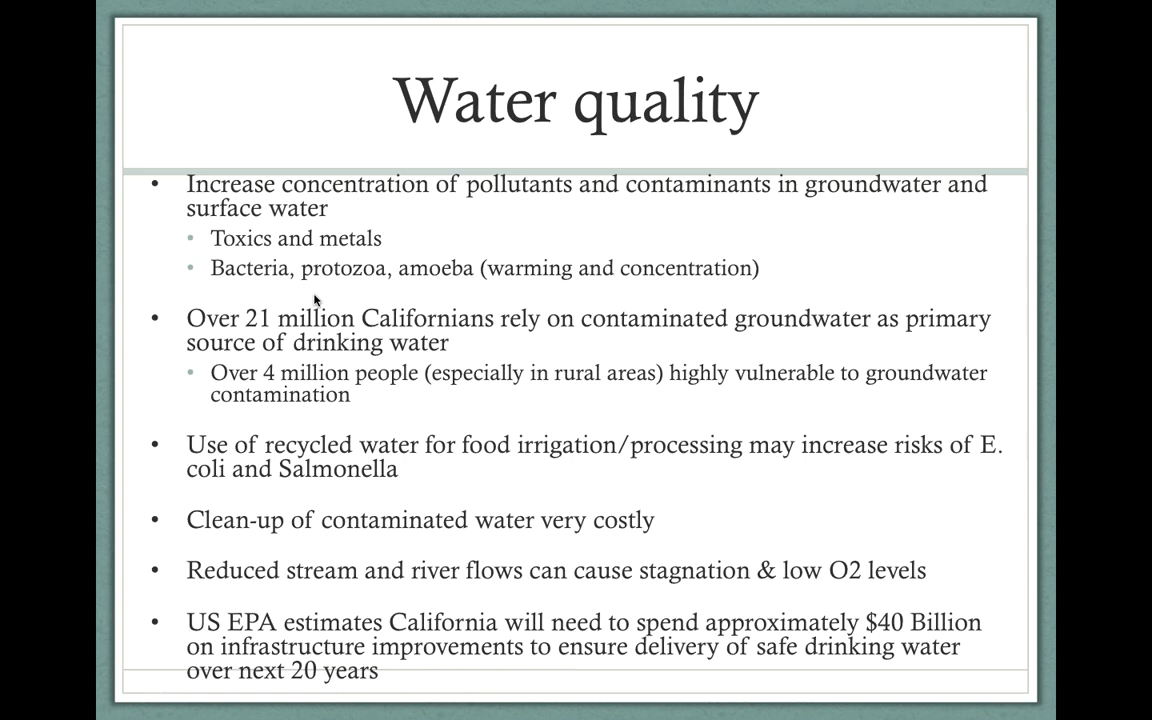 Water quality
• Increase concentration of pollutants and contaminants in groundwater and
surface water
• Toxics and metals
• Bacteria, protozoa, amoeba (warming and concentration)
• Over 21 million Californians rely on contaminated groundwater as primary
source of drinking water
• Over 4 million people (especially in rural areas) highly vulnerable to groundwater
contamination
• Use of recycled water for food irrigation/processing may increase risks of E.
coli and Salmonella
• Clean-up of contaminated water very costly
• Reduced stream and river flows can cause stagnation & low O2 levels
• US EPA estimates California will need to spend approximately $40 Billion
on infrastructure improvements to ensure delivery of safe drinking water
over next 20 years